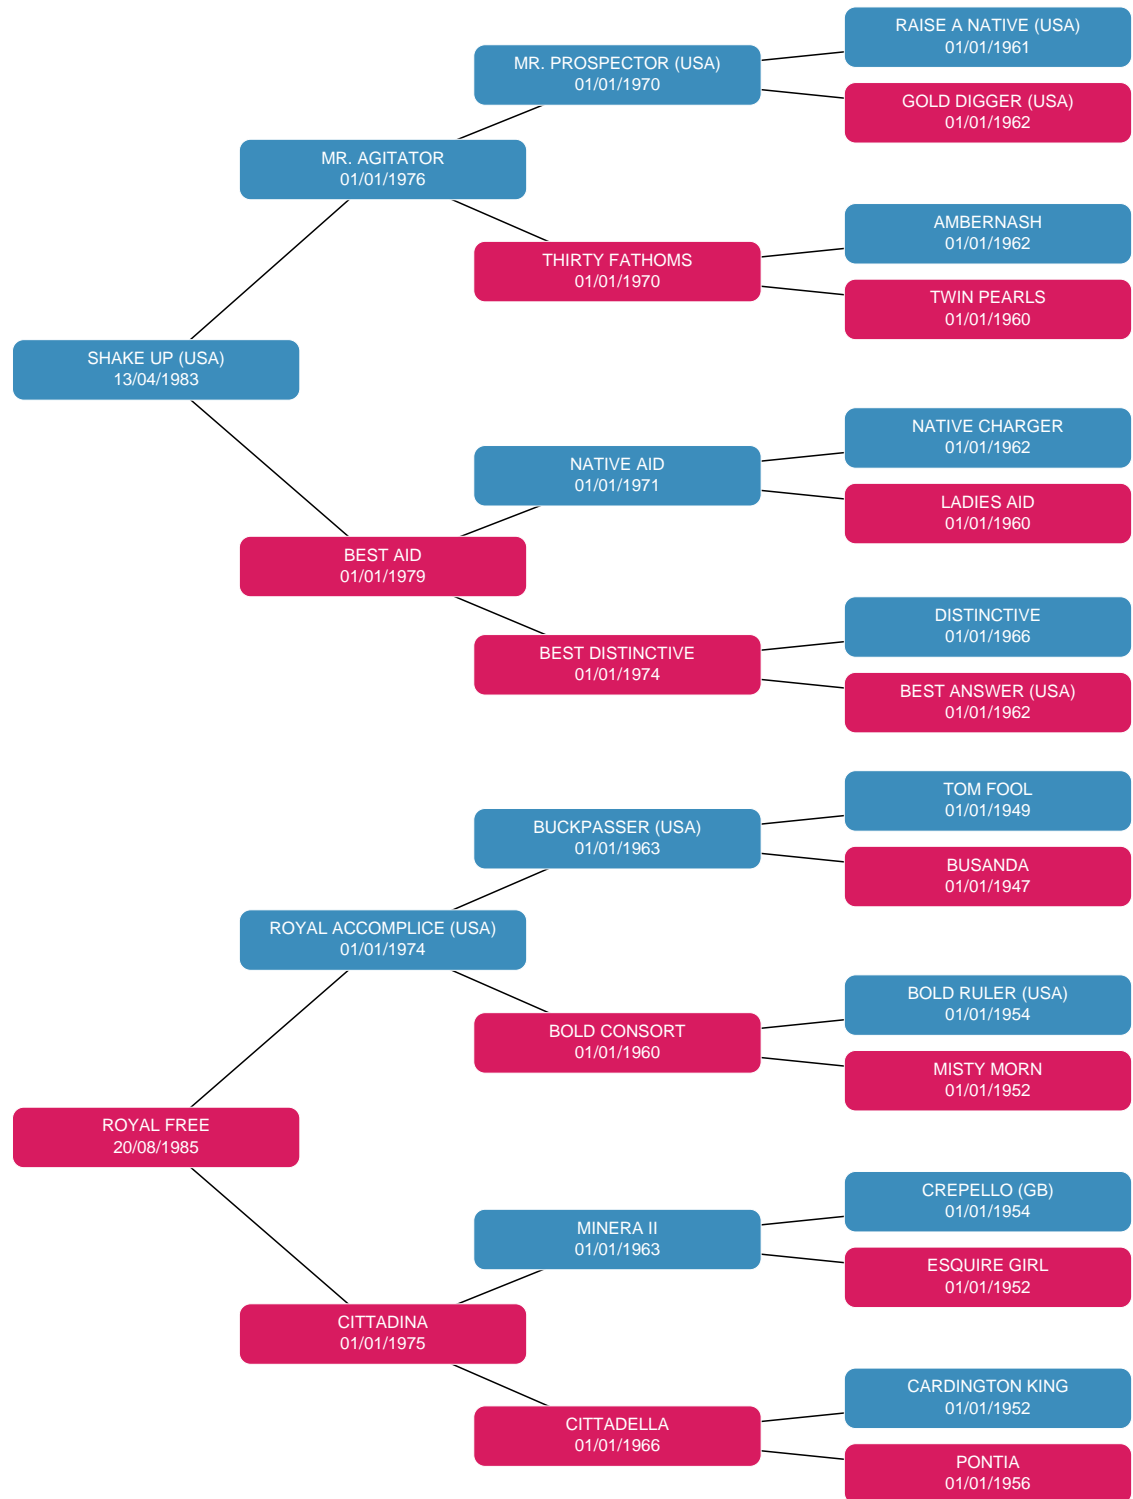 RAISE A NATIVE (USA)
01/01/1961
MR. PROSPECTOR (USA)
01/01/1970
GOLD DIGGER (USA)
01/01/1962
MR. AGITATOR
01/01/1976
AMBERNASH
01/01/1962
THIRTY FATHOMS
01/01/1970
TWIN PEARLS
01/01/1960
SHAKE UP (USA)
13/04/1983
NATIVE CHARGER
01/01/1962
NATIVE AID
01/01/1971
LADIES AID
01/01/1960
BEST AID
01/01/1979
DISTINCTIVE
01/01/1966
BEST DISTINCTIVE
01/01/1974
BEST ANSWER (USA)
01/01/1962
TOM FOOL
01/01/1949
BUCKPASSER (USA)
01/01/1963
BUSANDA
01/01/1947
ROYAL ACCOMPLICE (USA)
01/01/1974
BOLD RULER (USA)
01/01/1954
BOLD CONSORT
01/01/1960
MISTY MORN
01/01/1952
ROYAL FREE
20/08/1985
CREPELLO (GB)
01/01/1954
MINERA II
01/01/1963
ESQUIRE GIRL
01/01/1952
CITTADINA
01/01/1975
CARDINGTON KING
01/01/1952
CITTADELLA
01/01/1966
PONTIA
01/01/1956